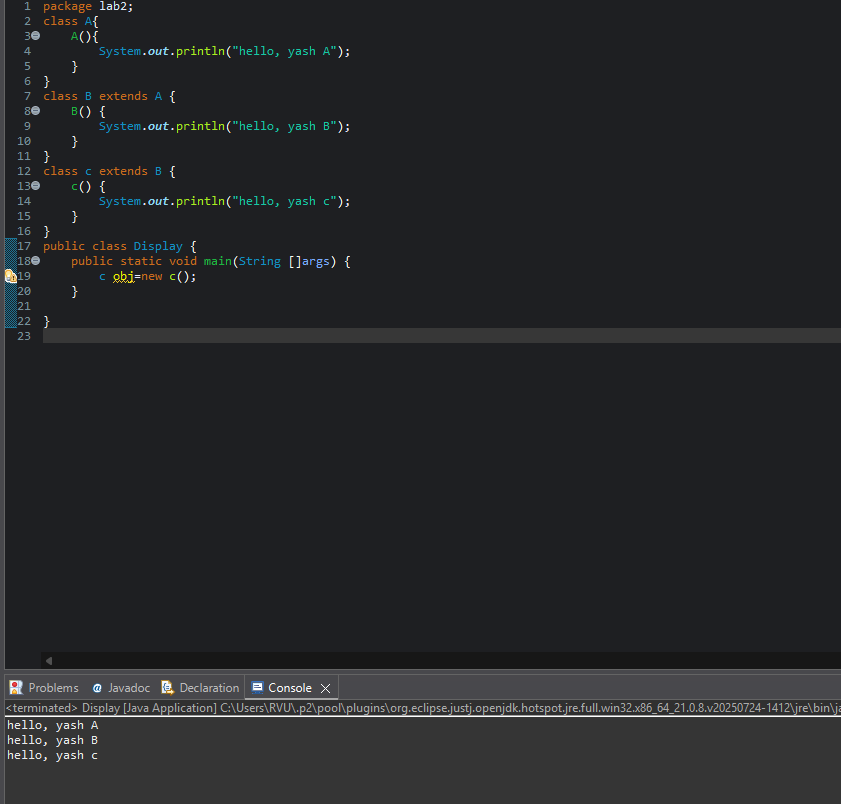 1 package lab2;
2 class A{
3 A(){
4 System.out.println("hello, yash A");
5 }
6 }
7 class B extends A {
8 B() {
9 System.out.println("hello, yash B");
10 }
11 }
12 class c extends B {
13 c() {
14 System.out.println("hello, yash c");
15 }
16 }
17 public class Display {
18 public static void main(String []args) {
19 c obj=new c();
20 }
21
22 }
23
Problems @ Javadoc Declaration Console
<terminated> Display [Java Application] C:\Users\RVU\.p2\pool\plugins\org.eclipse.justj.openjdk.hotspot.jre.full.win32.x86_64_21.0.8.v20250724-1412\jre\bin\ja
hello, yash A
hello, yash B
hello, yash c